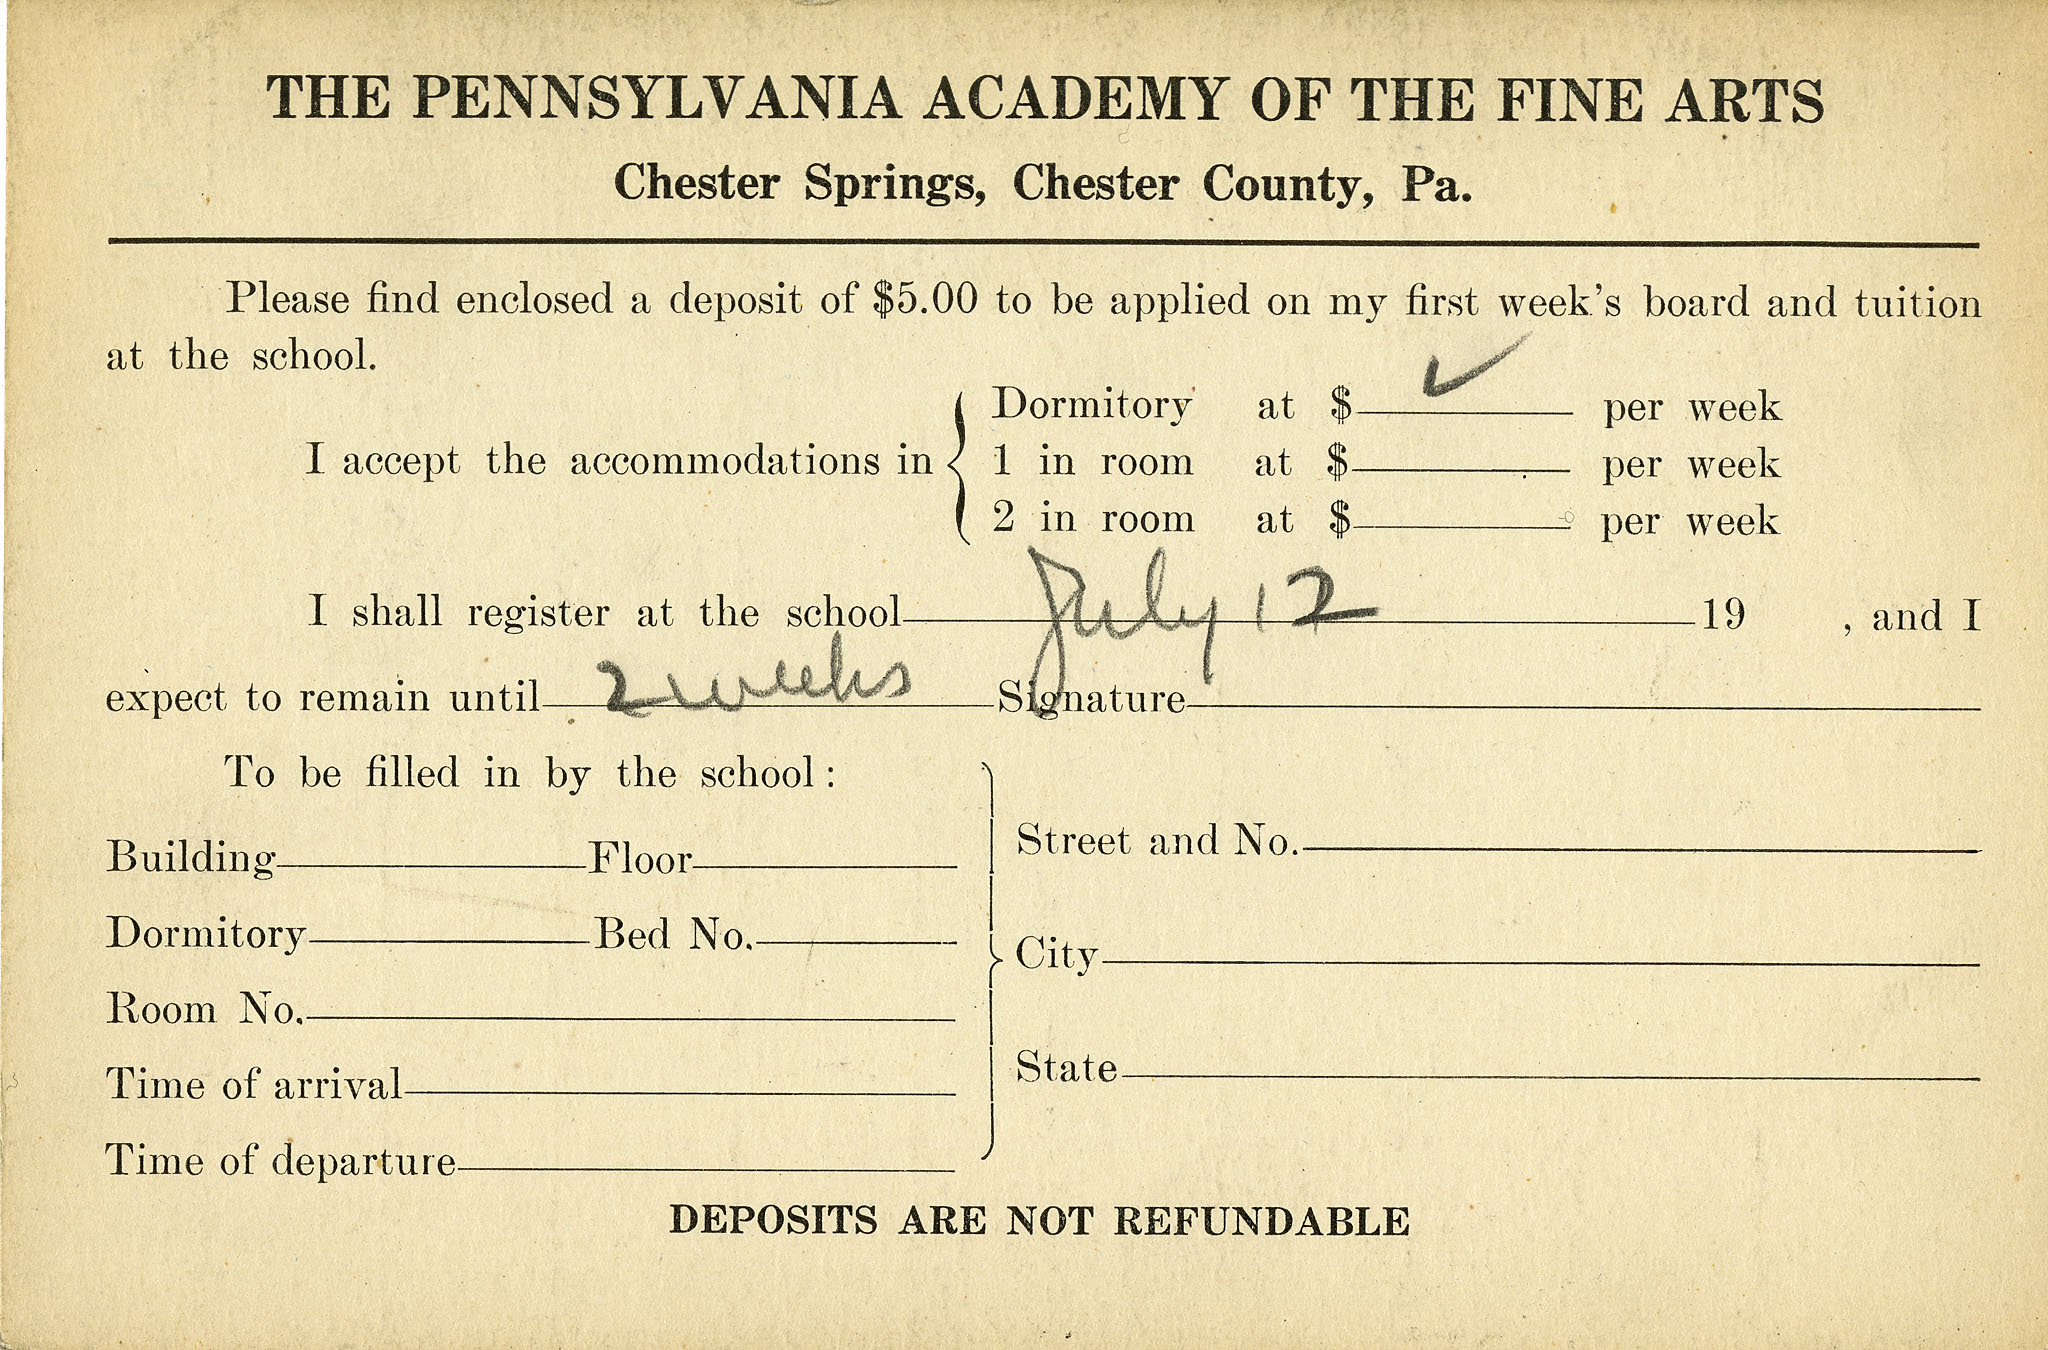 THE PENNSYLVANIA ACADEMY OF THE FINE ARTS
Chester Springs, Chester County, Pa.
Please find enclosed a deposit of $5.00 to be applied on my first week's board and tuition
at the school.
Dormitory at $ ✓ per week
I accept the accommodations in
1 in room at $ per week
2 in room at $ per week
I shall register at the school July 12 19 , and I
expect to remain until 2 weeks Signature
To be filled in by the school:
Building Floor
Street and No.
Dormitory Bed No.
City
Room No.
State
Time of arrival
Time of departure
DEPOSITS ARE NOT REFUNDABLE